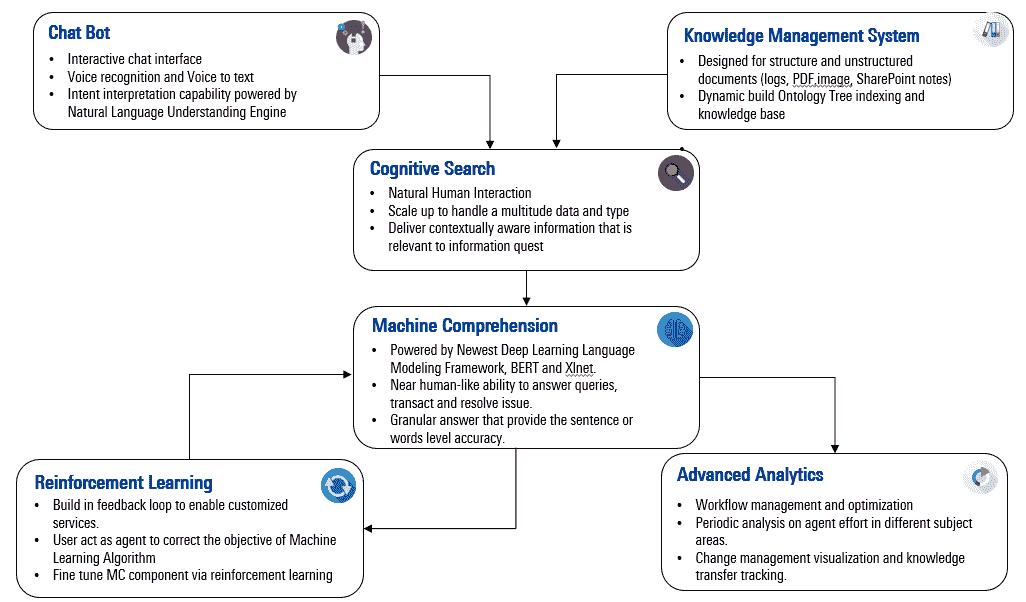 Chat Bot
• Interactive chat interface
• Voice recognition and Voice to text
• Intent interpretation capability powered by
Natural Language Understanding Engine
Knowledge Management System
• Designed for structure and unstructured
documents (logs, PDF,image, SharePoint notes)
• Dynamic build Ontology Tree indexing and
knowledge base
Cognitive Search
• Natural Human Interaction
• Scale up to handle a multitude data and type
• Deliver contextually aware information that is
relevant to information quest
Machine Comprehension
• Powered by Newest Deep Learning Language
Modeling Framework, BERT and Xlnet.
• Near human-like ability to answer queries,
transact and resolve issue.
• Granular answer that provide the sentence or
words level accuracy.
Reinforcement Learning
• Build in feedback loop to enable customized
services.
• User act as agent to correct the objective of Machine
Learning Algorithm
• Fine tune MC component via reinforcement learning
Advanced Analytics
• Workflow management and optimization
• Periodic analysis on agent effort in different subject
areas.
• Change management visualization and knowledge
transfer tracking.